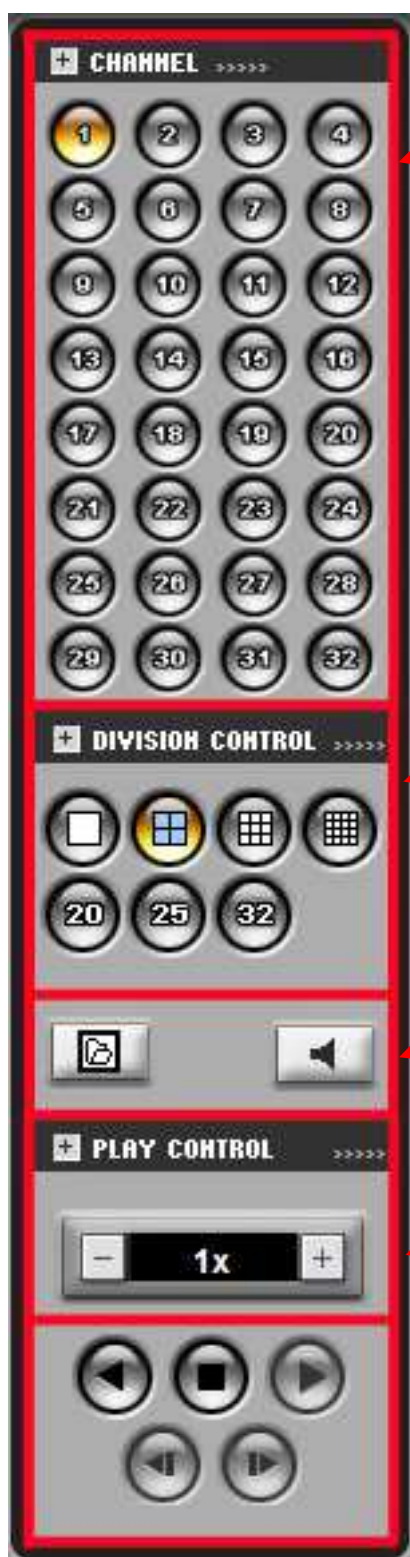 + CHANNEL >>>>>
1 2 3 4
5 6 7 8
9 10 11 12
13 14 15 16
17 18 19 20
21 22 23 24
25 26 27 28
29 30 31 32
+ DIVISION CONTROL >>>>>
20 25 32
+ PLAY CONTROL >>>>>
− 1x +